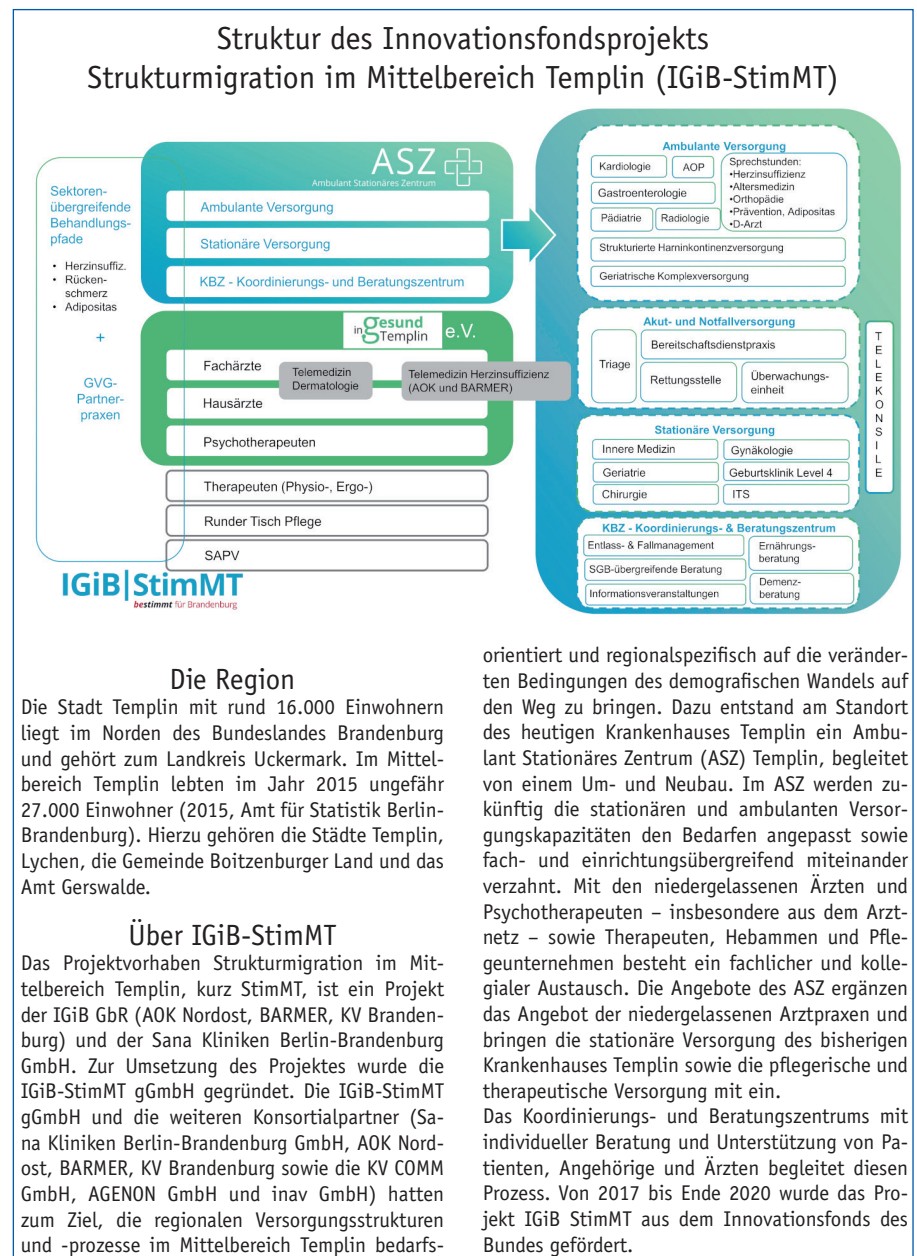 Struktur des Innovationsfondsprojekts
Strukturmigration im Mittelbereich Templin (IGiB-StimMT)
Sektoren-
übergreifende
Behandlungs-
pfade
• Herzinsuffiz.
• Rücken-
schmerz
• Adipositas
+
GVG-
Partner-
praxen
ASZ
Ambulant Stationäres Zentrum
Ambulante Versorgung
Stationäre Versorgung
KBZ - Koordinierungs- und Beratungszentrum
gesund
in Templin
e.V.
Fachärzte
Telemedizin
Dermatologie
Telemedizin Herzinsuffizienz
(AOK und BARMER)
Hausärzte
Psychotherapeuten
Therapeuten (Physio-, Ergo-)
Runder Tisch Pflege
SAPV
IGiB|StimMT
bestimmt für Brandenburg
Ambulante Versorgung
Kardiologie
AOP
Gastroenterologie
Pädiatrie
Radiologie
Sprechstunden:
•Herzinsuffizienz
•Altersmedizin
•Orthopädie
•Prävention, Adipositas
•D-Arzt
Strukturierte Harninkontinenzversorgung
Geriatrische Komplexversorgung
Akut- und Notfallversorgung
Triage
Bereitschaftsdienstpraxis
Rettungsstelle
Überwachungs-
einheit
Stationäre Versorgung
Innere Medizin
Gynäkologie
Geriatrie
Geburtsklinik Level 4
Chirurgie
ITS
KBZ - Koordinierungs- & Beratungszentrum
Entlass- & Fallmanagement
SGB-übergreifende Beratung
Informationsveranstaltungen
Ernährungs-
beratung
Demenz-
beratung
TELEKONSILE
Die Region
Die Stadt Templin mit rund 16.000 Einwohnern
liegt im Norden des Bundeslandes Brandenburg
und gehört zum Landkreis Uckermark. Im Mittel-
bereich Templin lebten im Jahr 2015 ungefähr
27.000 Einwohner (2015, Amt für Statistik Berlin-
Brandenburg). Hierzu gehören die Städte Templin,
Lychen, die Gemeinde Boitzenburger Land und das
Amt Gerswalde.
Über IGiB-StimMT
Das Projektvorhaben Strukturmigration im Mit-
telbereich Templin, kurz StimMT, ist ein Projekt
der IGiB GbR (AOK Nordost, BARMER, KV Branden-
burg) und der Sana Kliniken Berlin-Brandenburg
GmbH. Zur Umsetzung des Projektes wurde die
IGiB-StimMT gGmbH gegründet. Die IGiB-StimMT
gGmbH und die weiteren Konsortialpartner (Sa-
na Kliniken Berlin-Brandenburg GmbH, AOK Nord-
ost, BARMER, KV Brandenburg sowie die KV COMM
GmbH, AGENON GmbH und inav GmbH) hatten
zum Ziel, die regionalen Versorgungsstrukturen
und -prozesse im Mittelbereich Templin bedarfs-
orientiert und regionalspezifisch auf die veränder-
ten Bedingungen des demografischen Wandels auf
den Weg zu bringen. Dazu entstand am Standort
des heutigen Krankenhauses Templin ein Ambu-
lant Stationäres Zentrum (ASZ) Templin, begleitet
von einem Um- und Neubau. Im ASZ werden zu-
künftig die stationären und ambulanten Versor-
gungskapazitäten den Bedarfen angepasst sowie
fach- und einrichtungsübergreifend miteinander
verzahnt. Mit den niedergelassenen Ärzten und
Psychotherapeuten – insbesondere aus dem Arzt-
netz – sowie Therapeuten, Hebammen und Pfle-
geunternehmen besteht ein fachlicher und kolle-
gialer Austausch. Die Angebote des ASZ ergänzen
das Angebot der niedergelassenen Arztpraxen und
bringen die stationäre Versorgung des bisherigen
Krankenhauses Templin sowie die pflegerische und
therapeutische Versorgung mit ein.
Das Koordinierungs- und Beratungszentrums mit
individueller Beratung und Unterstützung von Pa-
tienten, Angehörige und Ärzten begleitet diesen
Prozess. Von 2017 bis Ende 2020 wurde das Pro-
jekt IGiB StimMT aus dem Innovationsfonds des
Bundes gefördert.